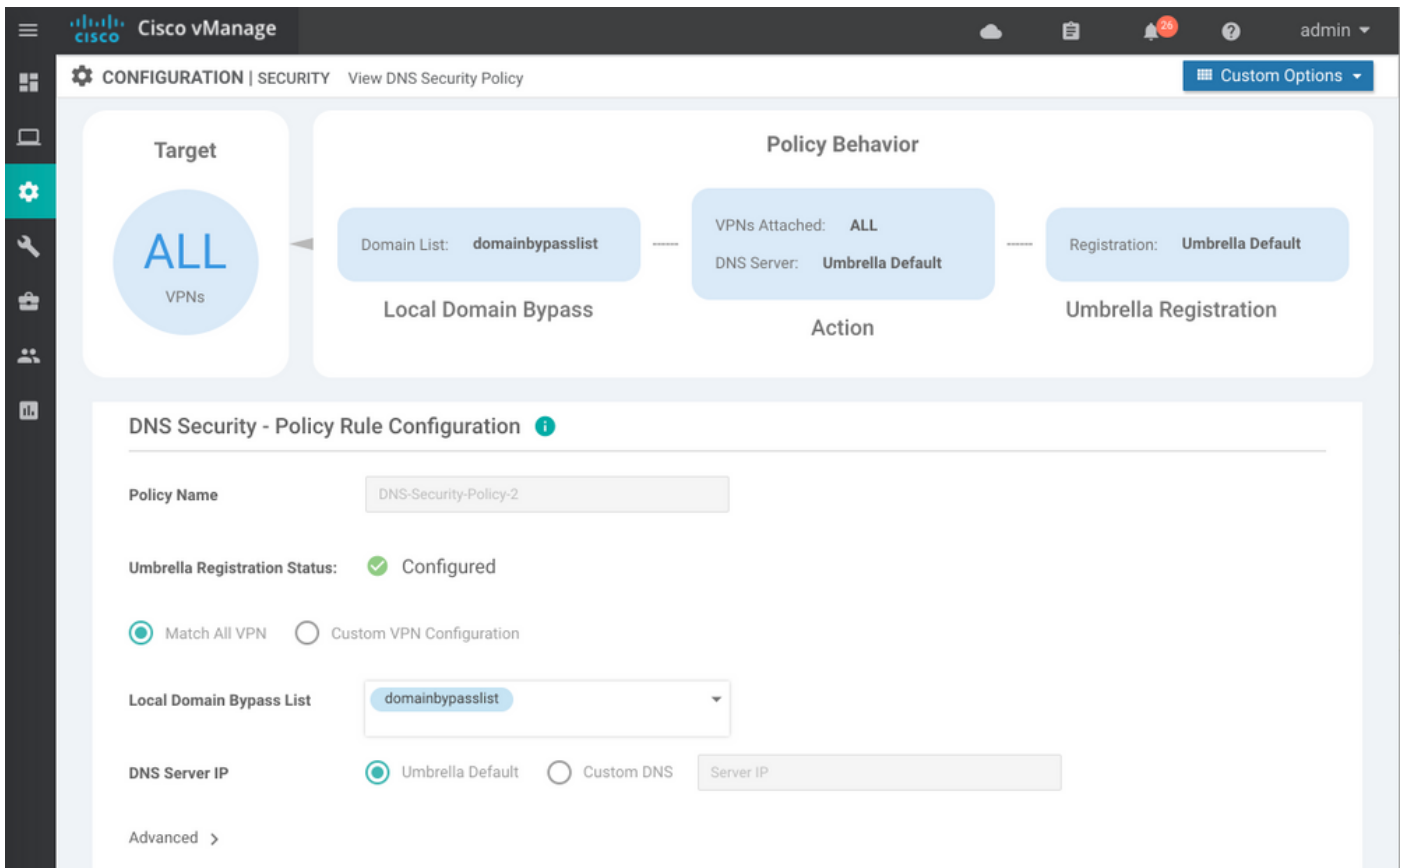 cisco Cisco vManage 26 admin
CONFIGURATION | SECURITY View DNS Security Policy Custom Options
Target
ALL
VPNs
Policy Behavior
Domain List: domainbypasslist
Local Domain Bypass
VPNs Attached: ALL
DNS Server: Umbrella Default
Action
Registration: Umbrella Default
Umbrella Registration
DNS Security - Policy Rule Configuration
Policy Name DNS-Security-Policy-2
Umbrella Registration Status: Configured
Match All VPN Custom VPN Configuration
Local Domain Bypass List domainbypasslist
DNS Server IP Umbrella Default Custom DNS Server IP
Advanced >